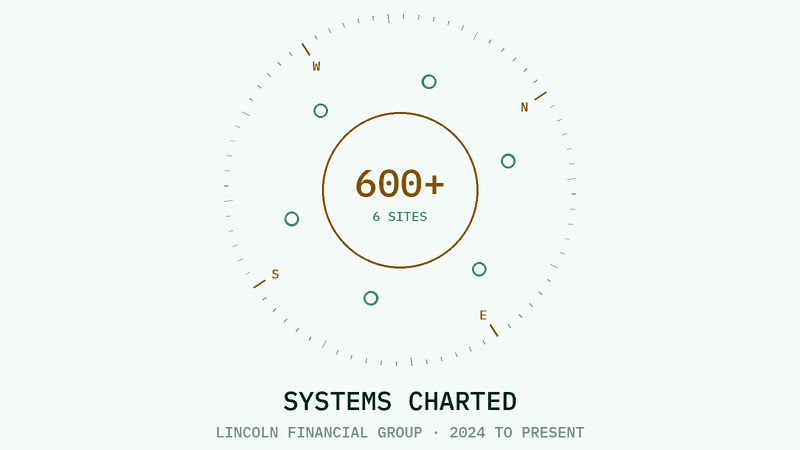 W
N
600+
6 SITES
S
E
SYSTEMS CHARTED
LINCOLN FINANCIAL GROUP · 2024 TO PRESENT